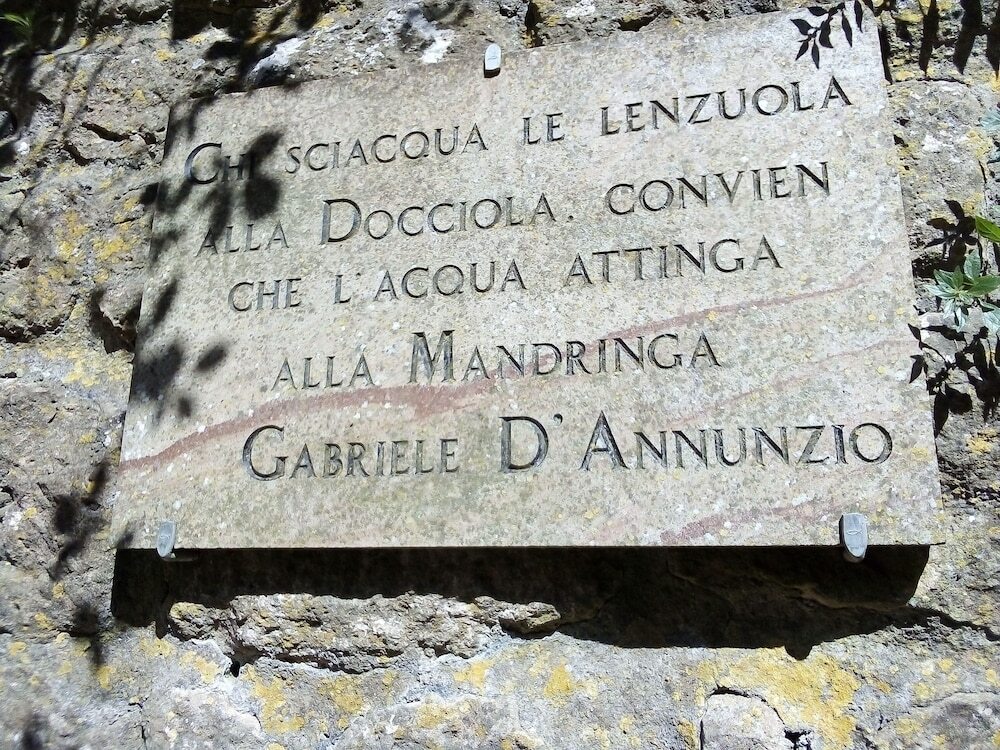 CHI SCIACQUA LE LENZUOLA
ALLA DOCCIOLA. CONVIEN
CHE L'ACQUA ATTINGA
ALLA MANDRINGA
GABRIELE D'ANNUNZIO